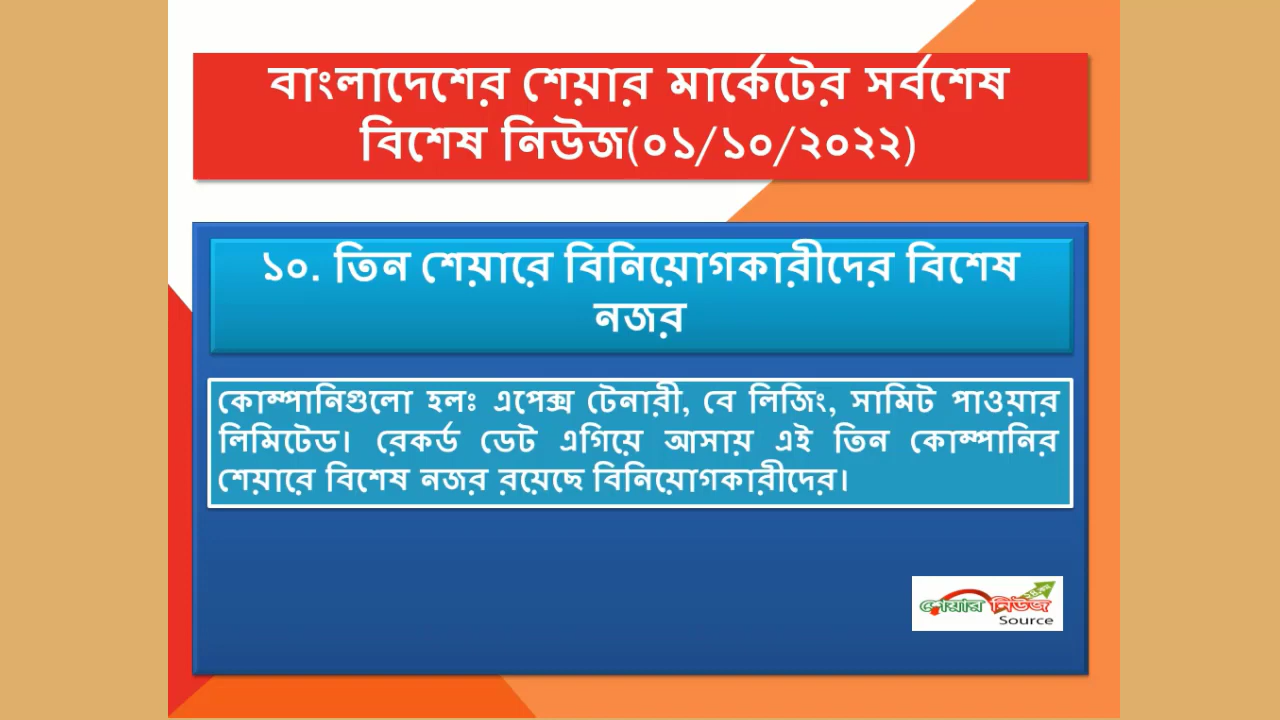 বাংলাদেশের শেয়ার মার্কেটের সর্বশেষ
বিশেষ নিউজ(০১/১০/২০২২)
১০. তিন শেয়ারে বিনিয়োগকারীদের বিশেষ
নজর
কোম্পানিগুলো হলঃ এপেক্স টেনারী, বে লিজিং, সামিট পাওয়ার
লিমিটেড। রেকর্ড ডেট এগিয়ে আসায় এই তিন কোম্পানির
শেয়ারে বিশেষ নজর রয়েছে বিনিয়োগকারীদের।
শেয়ার নিউজ
Source